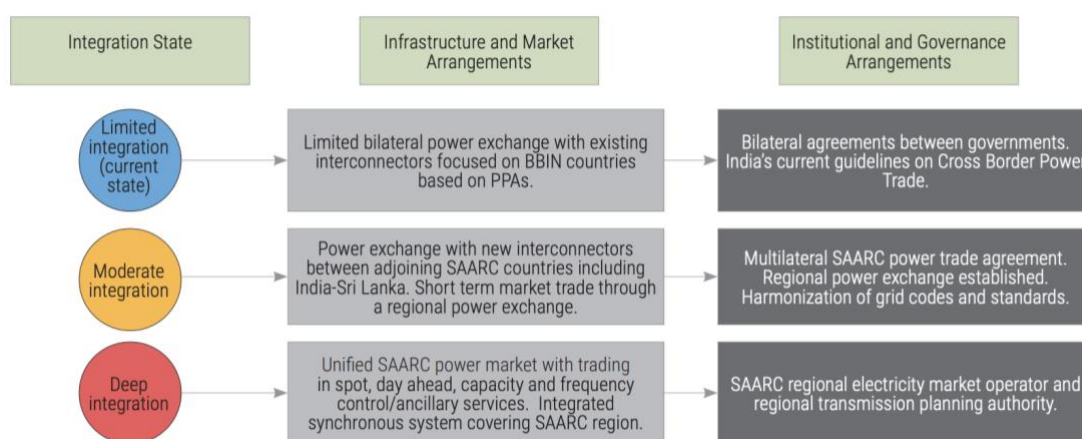 Integration State
Infrastructure and Market
Arrangements
Institutional and Governance
Arrangements
Limited
integration
(current
state)
Limited bilateral power exchange with existing
interconnectors focused on BBIN countries
based on PPAs.
Bilateral agreements between governments.
India's current guidelines on Cross Border Power
Trade.
Moderate
integration
Power exchange with new interconnectors
between adjoining SAARC countries including
India-Sri Lanka. Short term market trade through
a regional power exchange.
Multilateral SAARC power trade agreement.
Regional power exchange established.
Harmonization of grid codes and standards.
Deep
integration
Unified SAARC power market with trading
in spot, day ahead, capacity and frequency
control/ancillary services. Integrated
synchronous system covering SAARC region.
SAARC regional electricity market operator and
regional transmission planning authority.